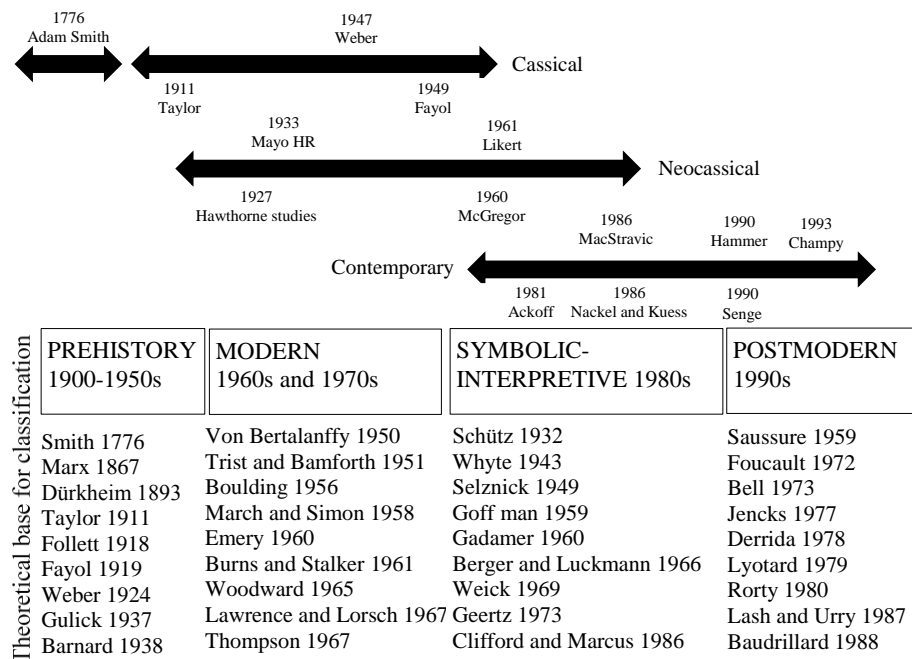 1776
Adam Smith
1947
Weber
Cassical
1911
Taylor
1949
Fayol
1933
Mayo HR
1961
Likert
Neocassical
1927
Hawthorne studies
1960
McGregor
1986
MacStravic
1990
Hammer
1993
Champy
Contemporary
1981
Ackoff
1986
Nackel and Kuess
1990
Senge
Theoretical base for classification
PREHISTORY
1900-1950s
MODERN
1960s and 1970s
SYMBOLIC-
INTERPRETIVE 1980s
POSTMODERN
1990s
Smith 1776
Marx 1867
Dürkheim 1893
Taylor 1911
Follett 1918
Fayol 1919
Weber 1924
Gulick 1937
Barnard 1938
Von Bertalanffy 1950
Trist and Bamforth 1951
Boulding 1956
March and Simon 1958
Emery 1960
Burns and Stalker 1961
Woodward 1965
Lawrence and Lorsch 1967
Thompson 1967
Schütz 1932
Whyte 1943
Selznick 1949
Goff man 1959
Gadamer 1960
Berger and Luckmann 1966
Weick 1969
Geertz 1973
Clifford and Marcus 1986
Saussure 1959
Foucault 1972
Bell 1973
Jencks 1977
Derrida 1978
Lyotard 1979
Rorty 1980
Lash and Urry 1987
Baudrillard 1988